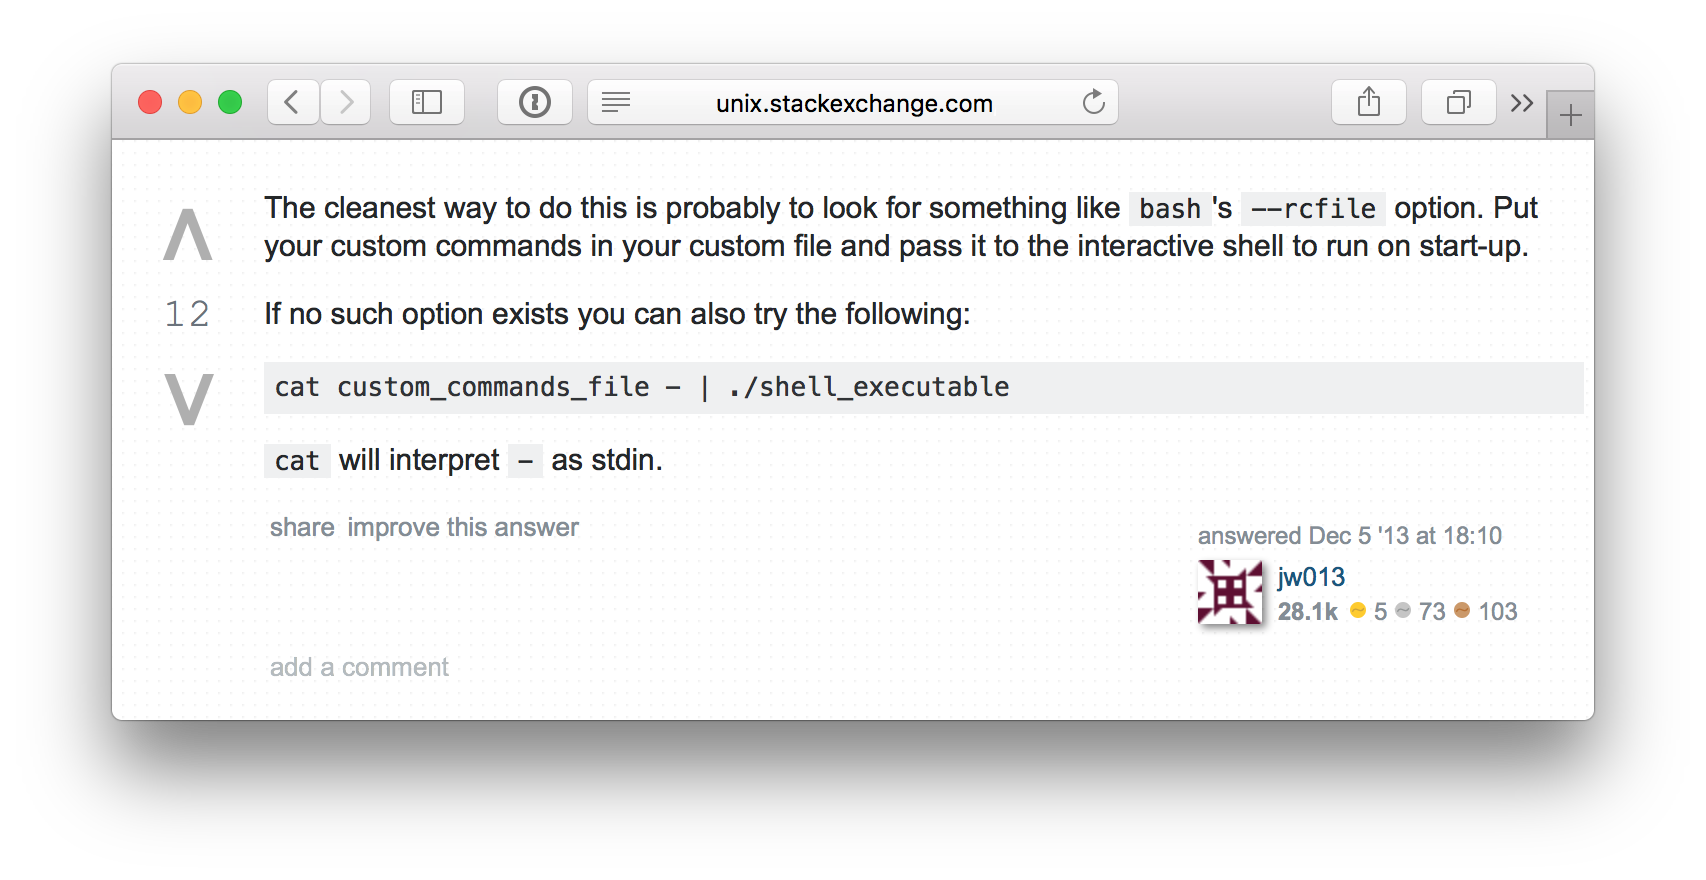 unix.stackexchange.com
The cleanest way to do this is probably to look for something like bash's --rcfile option. Put
your custom commands in your custom file and pass it to the interactive shell to run on start-up.
12
If no such option exists you can also try the following:
cat custom_commands_file - | ./shell_executable
cat will interpret - as stdin.
share improve this answer
answered Dec 5 '13 at 18:10
jw013
28.1k 5 73 103
add a comment